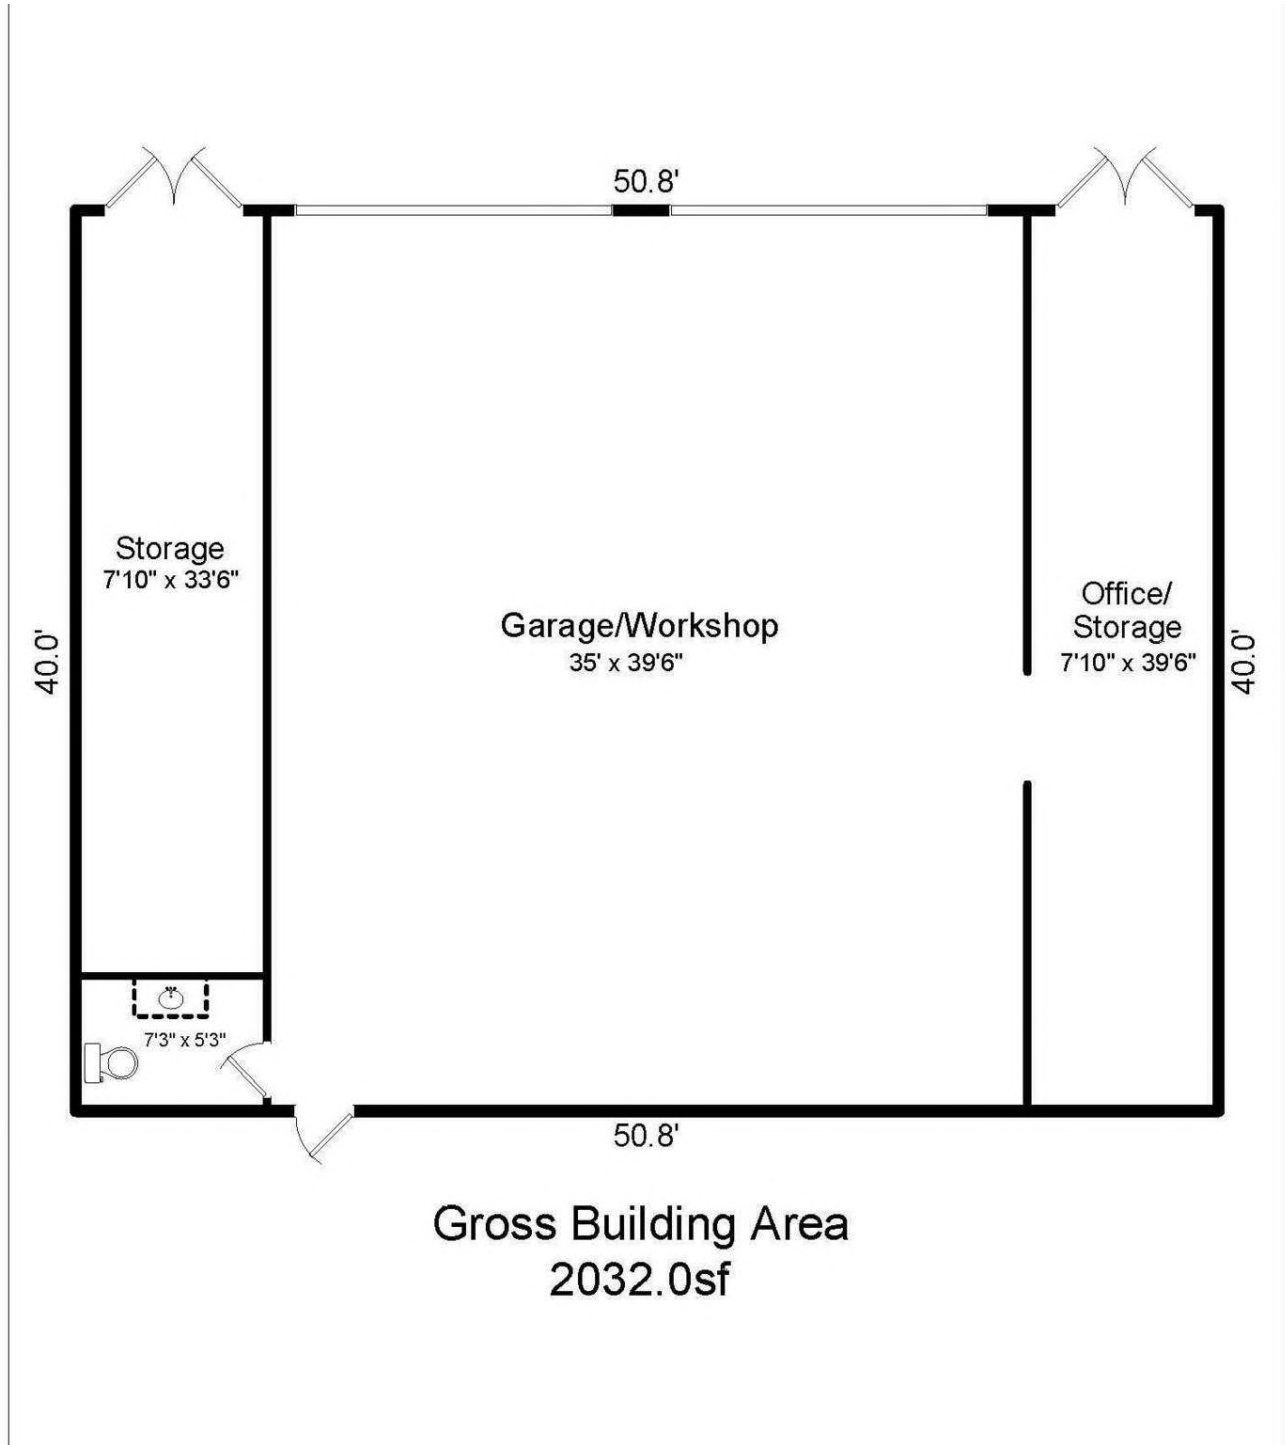 50.8'
Storage
7'10" x 33'6"
Garage/Workshop
35' x 39'6"
Office/
Storage
7'10" x 39'6"
40.0'
40.0'
7'3" x 5'3"
50.8'
Gross Building Area
2032.0sf